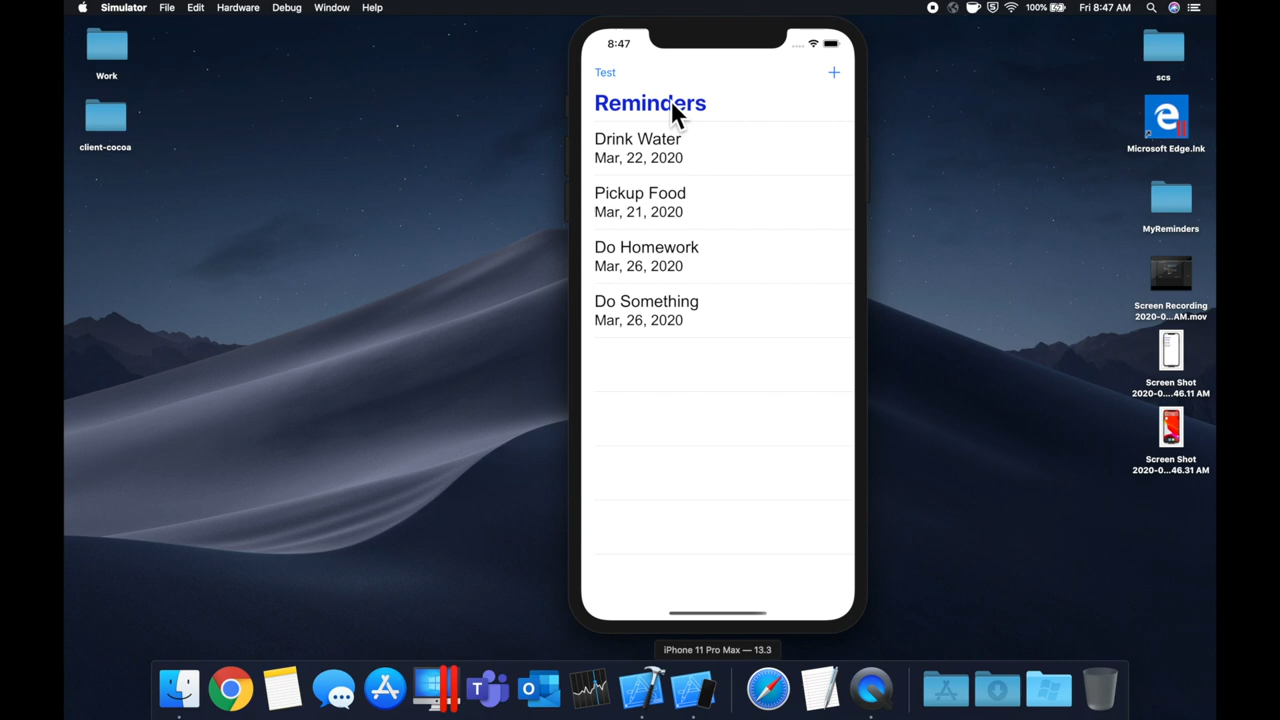 Simulator File Edit Hardware Debug Window Help
100% Fri 8:47 AM
Work
client-cocoa
8:47
Test +
Reminders
Drink Water
Mar, 22, 2020
Pickup Food
Mar, 21, 2020
Do Homework
Mar, 26, 2020
Do Something
Mar, 26, 2020
iPhone 11 Pro Max — 13.3
scs
Microsoft Edge.lnk
MyReminders
Screen Recording
2020-0...AM.mov
Screen Shot
2020-0....46.11 AM
Screen Shot
2020-0...46.31 AM